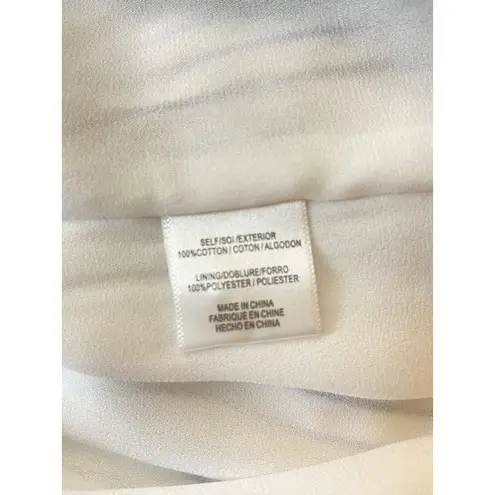 SELF/SOI/EXTERIOR
100%COTTON/COTON/ALGODON
LINING/DOBLURE/FORRO
100%POLYESTER/POLIESTER
MADE IN CHINA
FABRIQUE EN CHINE
HECHO EN CHINA